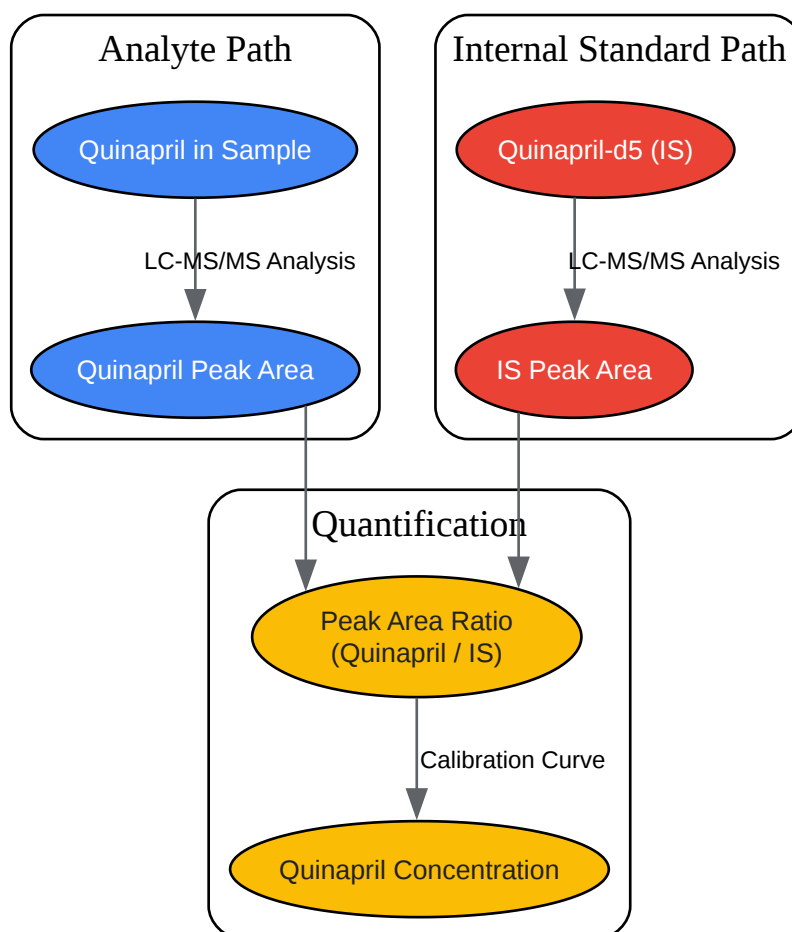 Analyte Path
Quinapril in Sample
LC-MS/MS Analysis
Quinapril Peak Area
Internal Standard Path
Quinapril-d5 (IS)
LC-MS/MS Analysis
IS Peak Area
Quantification
Peak Area Ratio
(Quinapril / IS)
Calibration Curve
Quinapril Concentration